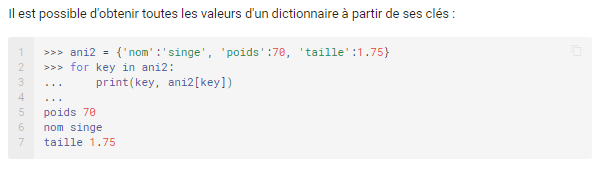 Il est possible d'obtenir toutes les valeurs d'un dictionnaire à partir de ses clés :
1 >>> ani2 = {'nom':'singe', 'poids':70, 'taille':1.75}
2 >>> for key in ani2:
3 ...     print(key, ani2[key])
4 ...
5 poids 70
6 nom singe
7 taille 1.75